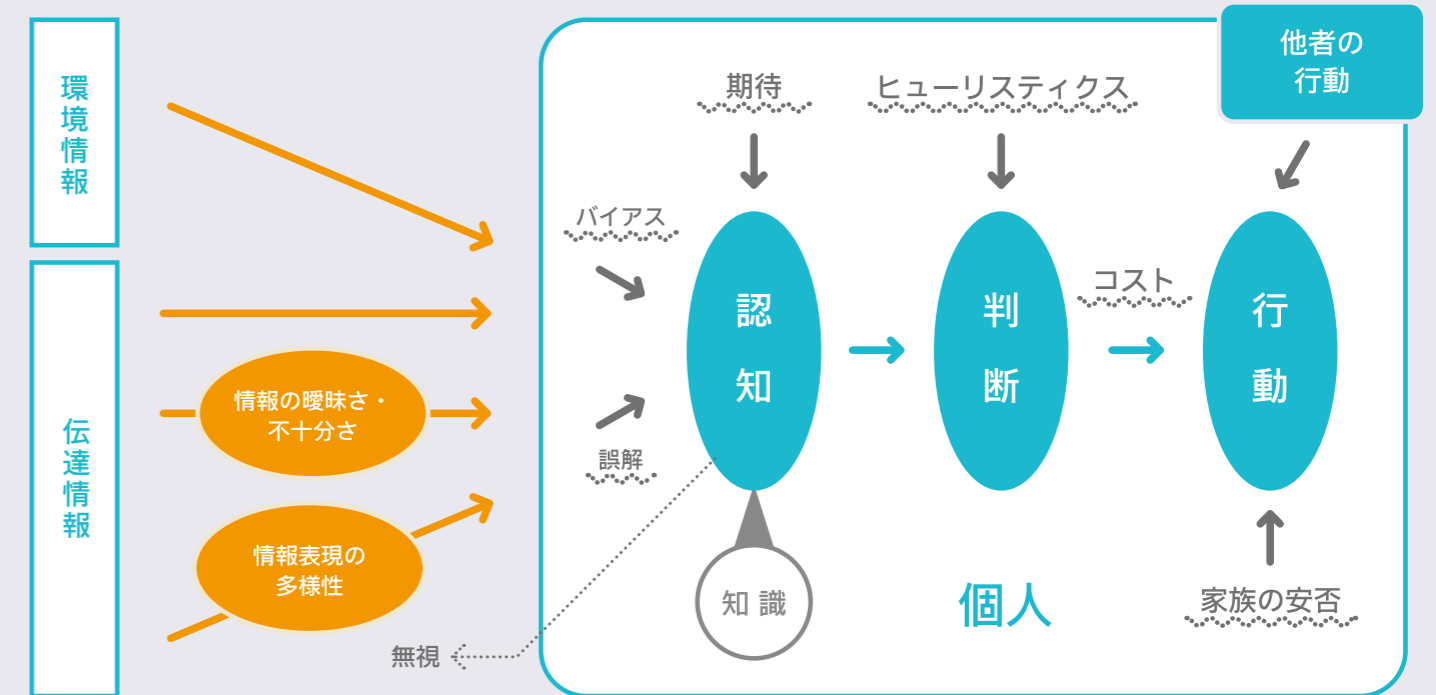 環境情報
伝達情報
情報の曖昧さ・
不十分さ
情報表現の
多様性
無視
バイアス
誤解
期待
認知
知識
ヒューリスティクス
判断
個人
コスト
他者の
行動
行動
家族の安否